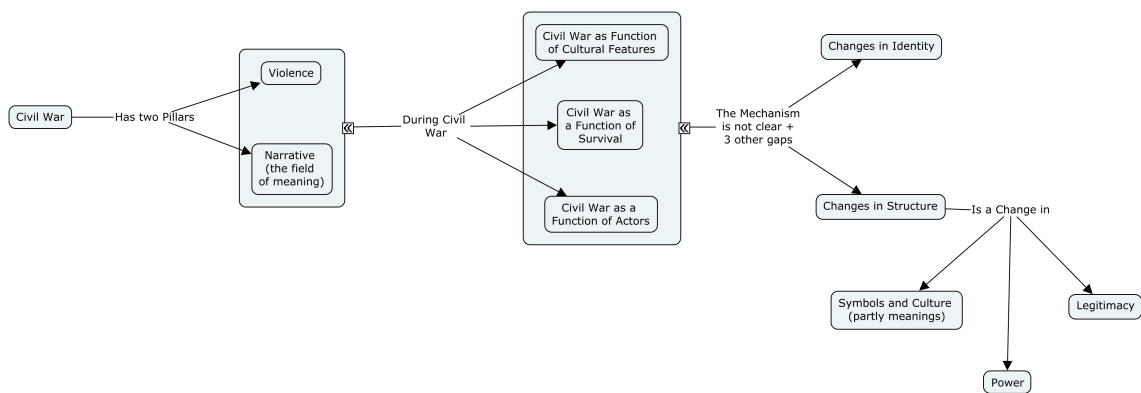 Civil War
Has two Pillars
Violence
Narrative
(the field
of meaning)
During Civil
War
Civil War as Function
of Cultural Features
Civil War as
a Function of
Survival
Civil War as a
Function of Actors
The Mechanism
is not clear +
3 other gaps
Changes in Identity
Changes in Structure
Is a Change in
Symbols and Culture
(partly meanings)
Legitimacy
Power